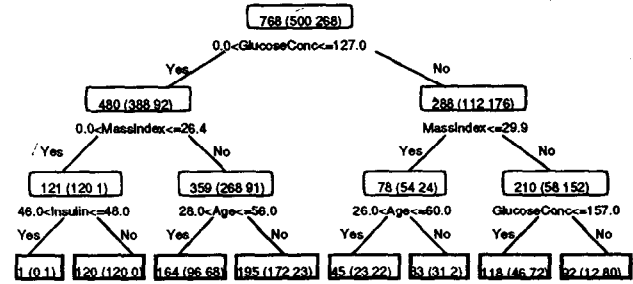 768 (500 268)
0.0<GlucoseConc<=127.0
Yes No
480 (388 92) 288 (112 176)
0.0<MassIndex<=26.4 MassIndex<=29.9
Yes No Yes No
121 (120 1) 359 (268 91) 78 (54 24) 210 (58 152)
46.0<Insulin<=48.0 28.0<Age<=56.0 26.0<Age<=60.0 GlucoseConc<=157.0
Yes No Yes No Yes No Yes No
1 (0 1) 120 (120 0) 164 (96 68) 195 (172 23) 45 (23 22) 33 (31 2) 118 (46 72) 92 (12 80)